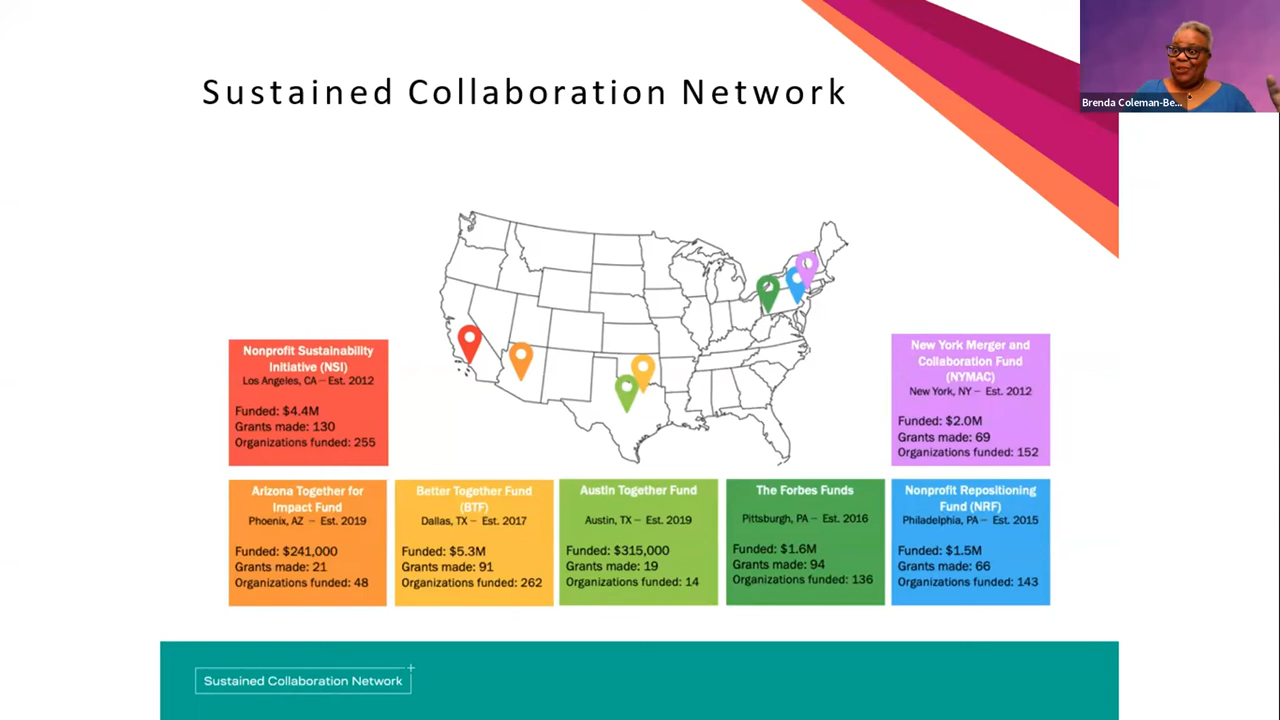 Sustained Collaboration Network
Brenda Coleman-Be...
Nonprofit Sustainability
Initiative (NSI)
Los Angeles, CA – Est. 2012
Funded: $4.4M
Grants made: 130
Organizations funded: 255
New York Merger and
Collaboration Fund
(NYMAC)
New York, NY – Est. 2012
Funded: $2.0M
Grants made: 69
Organizations funded: 152
Arizona Together for
Impact Fund
Phoenix, AZ – Est. 2019
Funded: $241,000
Grants made: 21
Organizations funded: 48
Better Together Fund
(BTF)
Dallas, TX – Est. 2017
Funded: $5.3M
Grants made: 91
Organizations funded: 262
Austin Together Fund
Austin, TX – Est. 2019
Funded: $315,000
Grants made: 19
Organizations funded: 14
The Forbes Funds
Pittsburgh, PA – Est. 2016
Funded: $1.6M
Grants made: 94
Organizations funded: 136
Nonprofit Repositioning
Fund (NRF)
Philadelphia, PA – Est. 2015
Funded: $1.5M
Grants made: 66
Organizations funded: 143
Sustained Collaboration Network